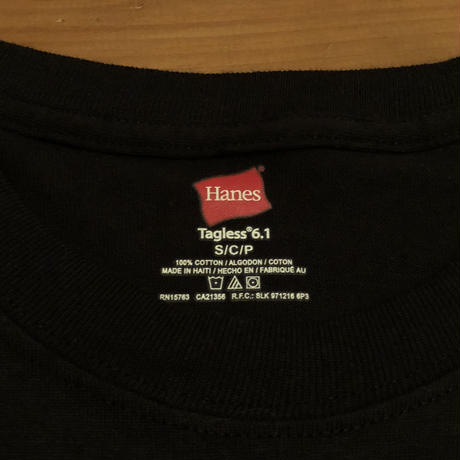 Hanes®
Tagless®6.1
S/C/P
100% COTTON / ALGODON / COTON
MADE IN HAITI / HECHO EN / FABRIQUÉ AU
RN15763 CA21356 R.F.C.: SLK 971216 6P3